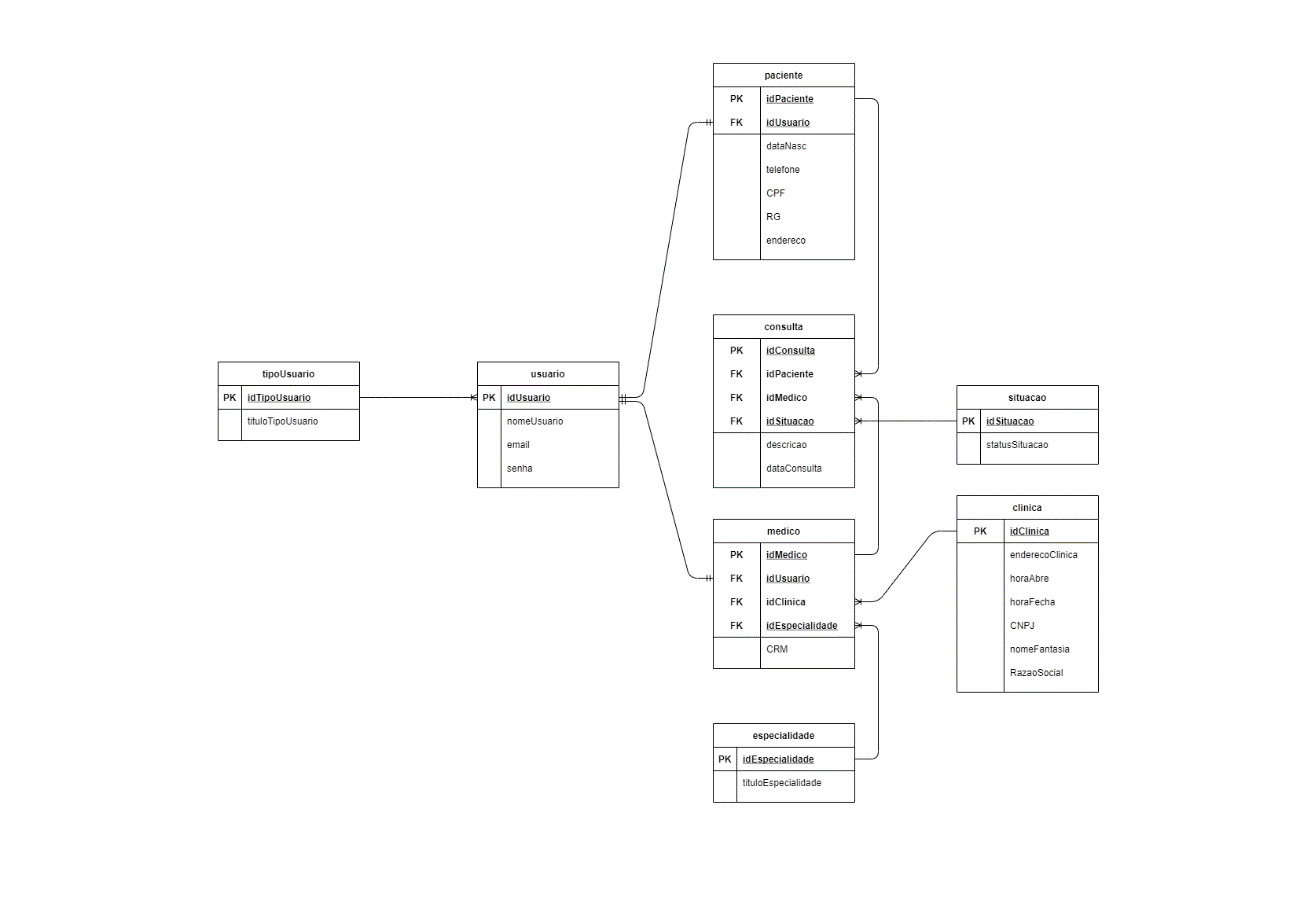 paciente
PK idPaciente
FK idUsuario
dataNasc
telefone
CPF
RG
endereco
consulta
PK idConsulta
FK idPaciente
FK idMedico
FK idSituacao
descricao
dataConsulta
tipoUsuario
PK idTipoUsuario
tituloTipoUsuario
usuario
PK idUsuario
nomeUsuario
email
senha
situacao
PK idSituacao
statusSituacao
clinica
PK idClinica
enderecoClinica
horaAbre
horaFecha
CNPJ
nomeFantasia
RazaoSocial
medico
PK idMedico
FK idUsuario
FK idClinica
FK idEspecialidade
CRM
especialidade
PK idEspecialidade
tituloEspecialidade